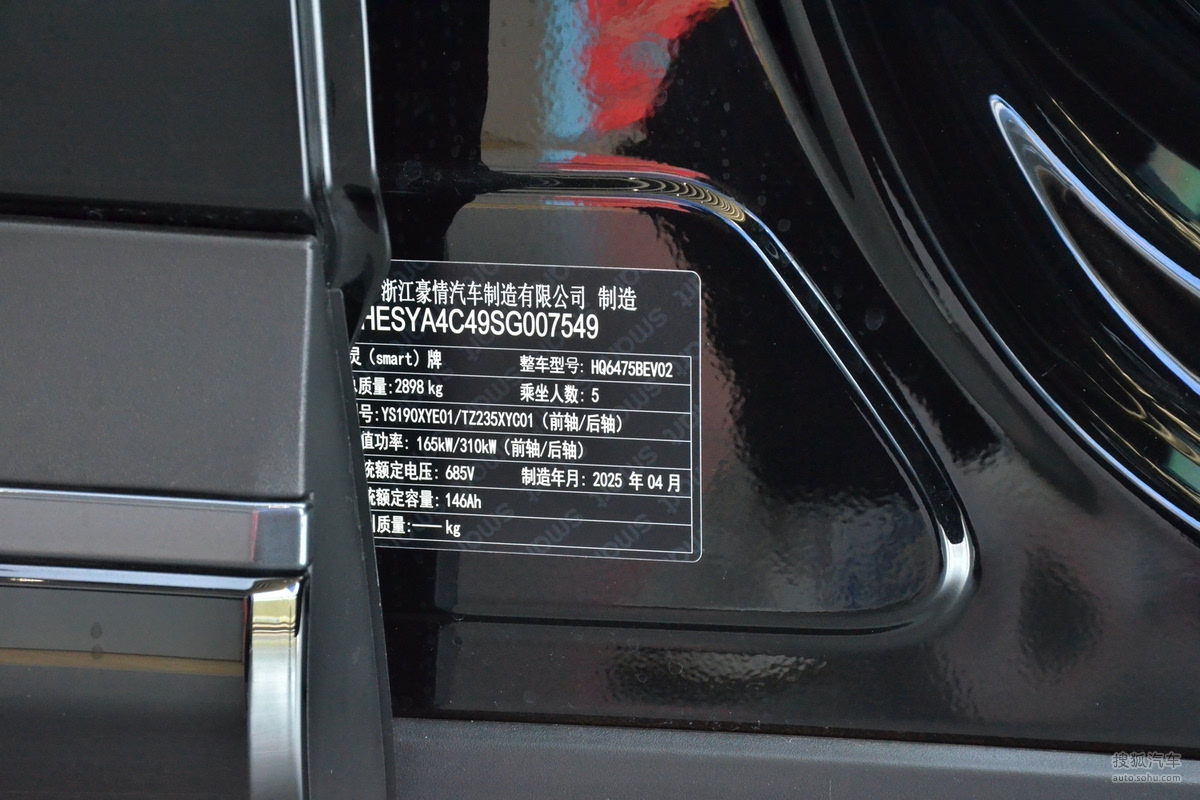 浙江豪情汽车制造有限公司 制造
HESYA4C49SG007549
灵(smart)牌 整车型号: HQ6475BEV02
质量: 2898 kg 乘坐人数: 5
号: YS190XYE01/TZ235XYC01 (前轴/后轴)
值功率: 165kW/310kW (前轴/后轴)
统额定电压: 685V 制造年月: 2025 年 04 月
统额定容量: 146Ah
质量: —— kg
搜狐汽车
auto.sohu.com